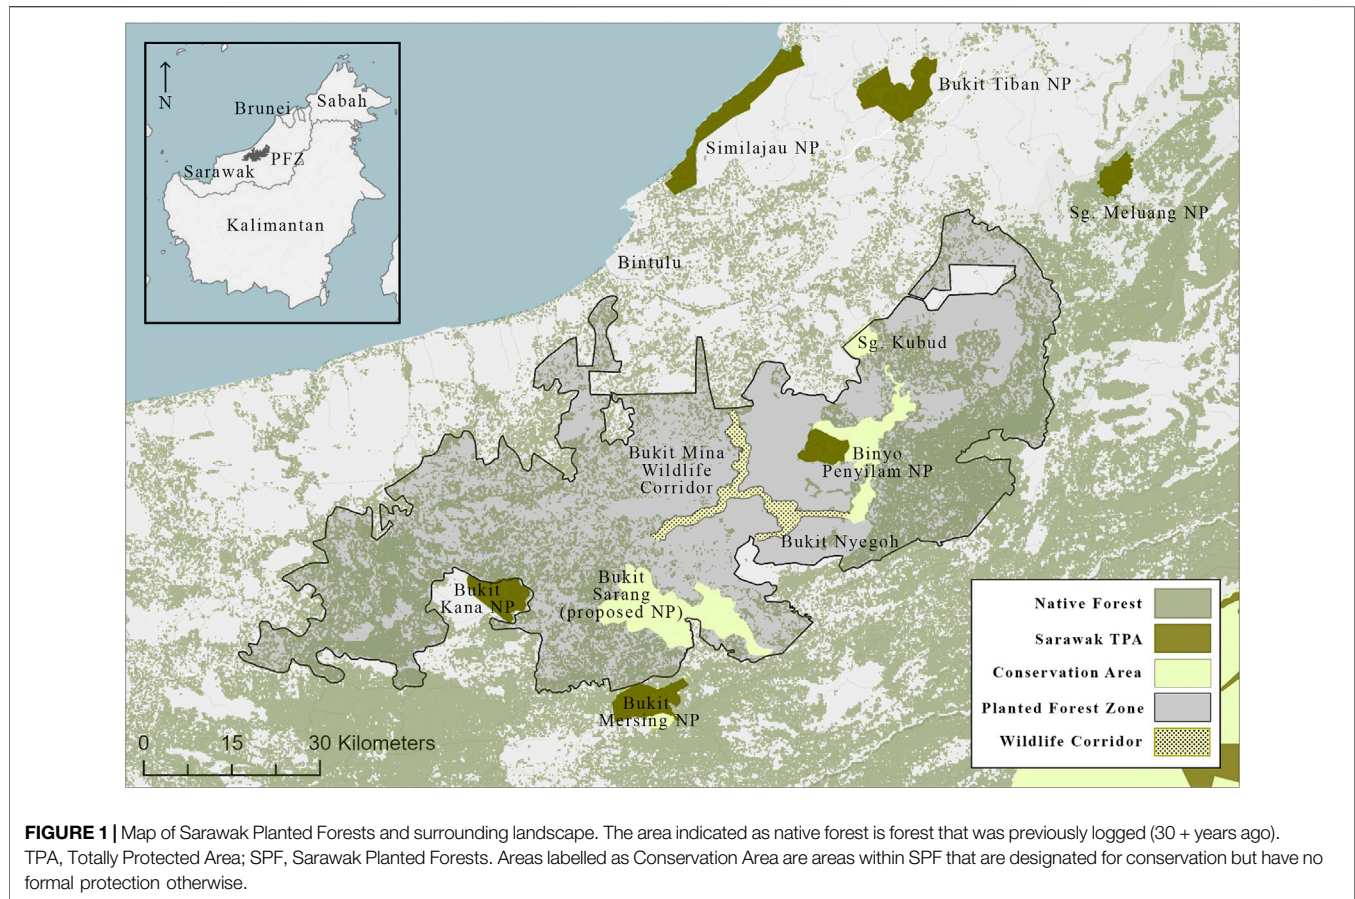 N
Brunei
Sabah
PFZ
Sarawak
Kalimantan
Bukit Tiban NP
Similajau NP
Sg. Meluang NP
Bintulu
Sg. Kubud
Bukit Mina
Wildlife
Corridor
Binyo
Penyilam NP
Bukit Nyegoh
Bukit
Kana NP
Bukit
Sarang
(proposed NP)
Bukit
Mersing NP
0 15 30 Kilometers
Native Forest
Sarawak TPA
Conservation Area
Planted Forest Zone
Wildlife Corridor
FIGURE 1 | Map of Sarawak Planted Forests and surrounding landscape. The area indicated as native forest is forest that was previously logged (30 + years ago).
TPA, Totally Protected Area; SPF, Sarawak Planted Forests. Areas labelled as Conservation Area are areas within SPF that are designated for conservation but have no
formal protection otherwise.